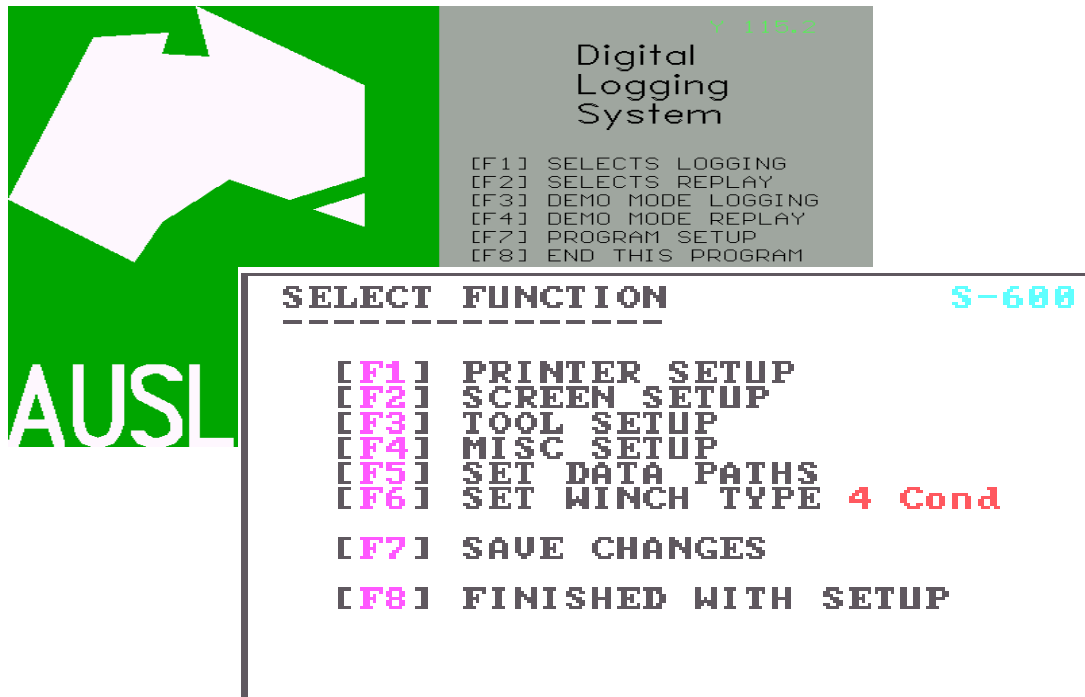 Y 115.2
Digital
Logging
System
[F1] SELECTS LOGGING
[F2] SELECTS REPLAY
[F3] DEMO MODE LOGGING
[F4] DEMO MODE REPLAY
[F7] PROGRAM SETUP
[F8] END THIS PROGRAM
AUSL
SELECT FUNCTION S-600
----------------
[F1] PRINTER SETUP
[F2] SCREEN SETUP
[F3] TOOL SETUP
[F4] MISC SETUP
[F5] SET DATA PATHS
[F6] SET WINCH TYPE 4 Cond
[F7] SAVE CHANGES
[F8] FINISHED WITH SETUP